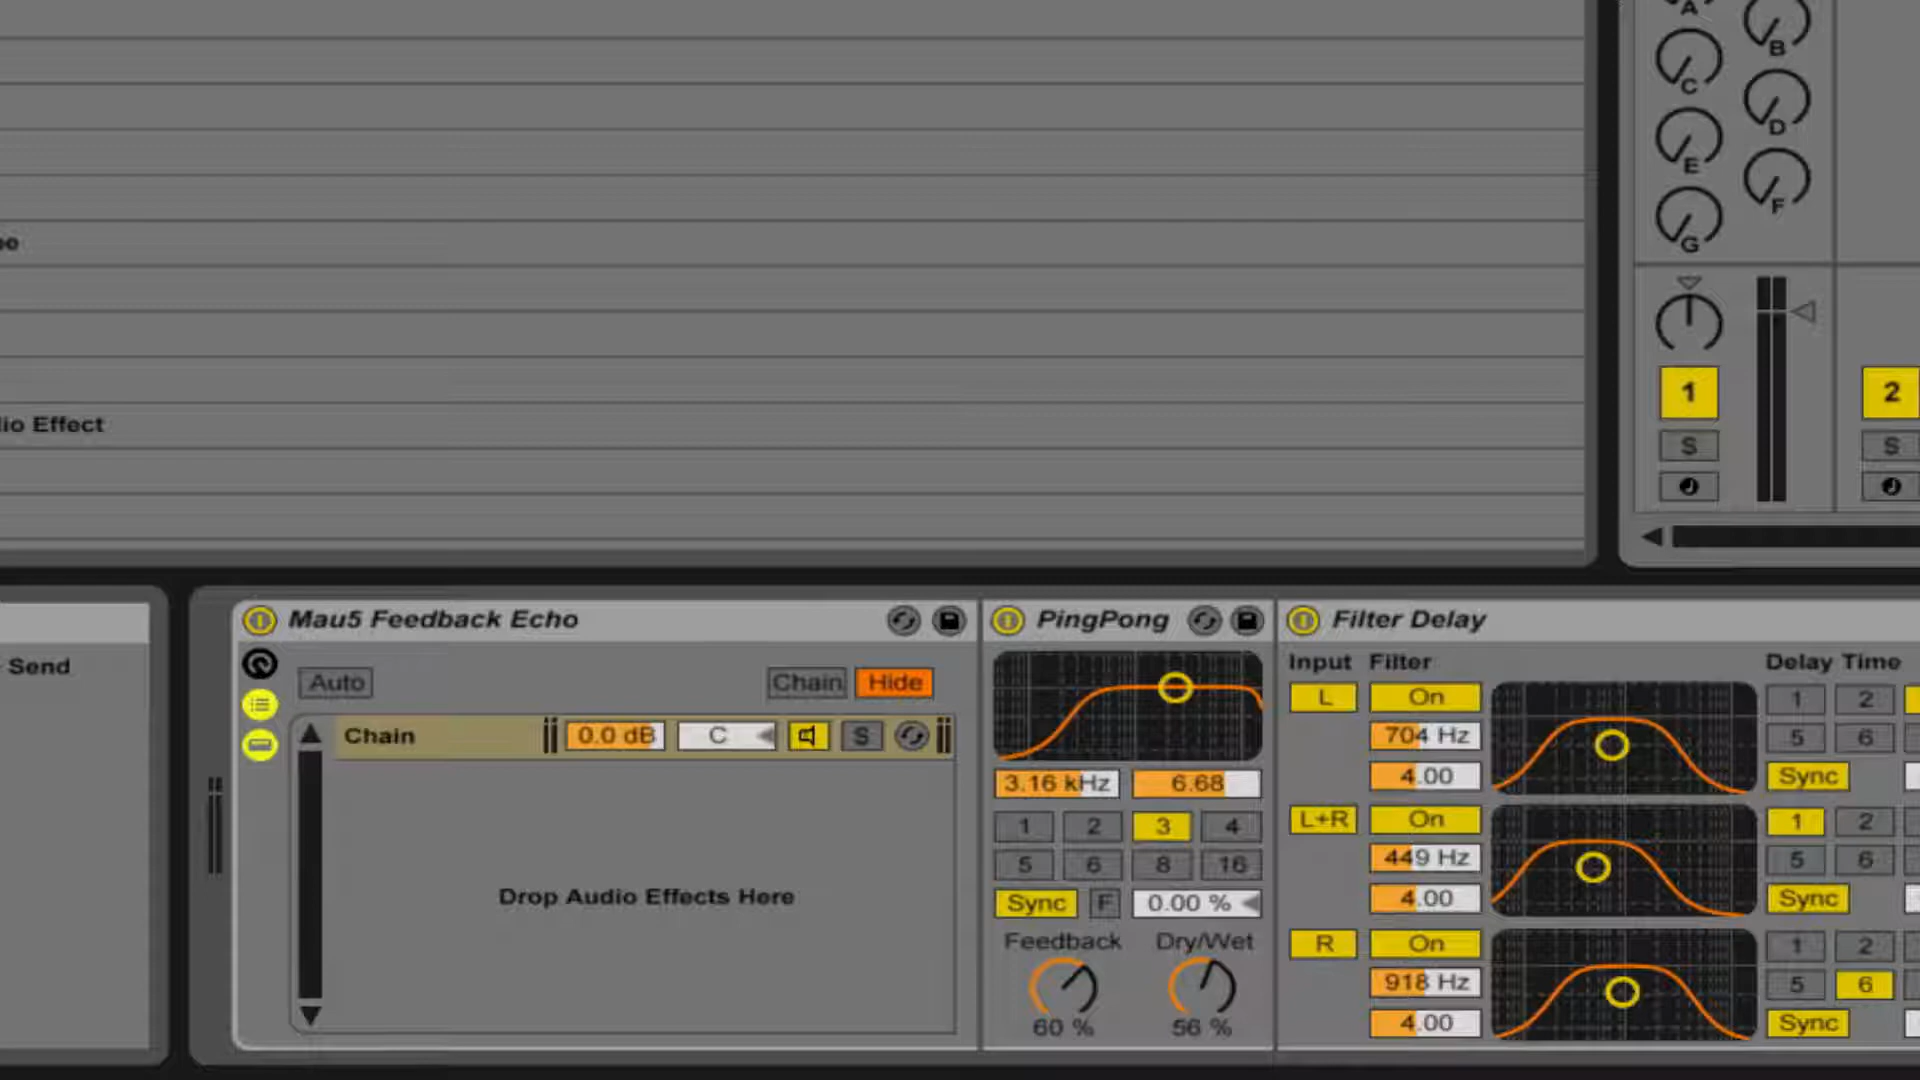 A
B
C
D
E
F
G
Audio Effect
1
2
S
S
Send
Mau5 Feedback Echo
Auto
Chain
Hide
Chain
0.0 dB
C
S
Drop Audio Effects Here
PingPong
3.16 kHz
6.68
1 2 3 4
5 6 8 16
Sync F 0.00 %
Feedback Dry/Wet
60 % 56 %
Filter Delay
Input Filter Delay Time
L On 1 2
704 Hz 5 6
4.00 Sync
L+R On 1 2
449 Hz 5 6
4.00 Sync
R On 1 2
918 Hz 5 6
4.00 Sync